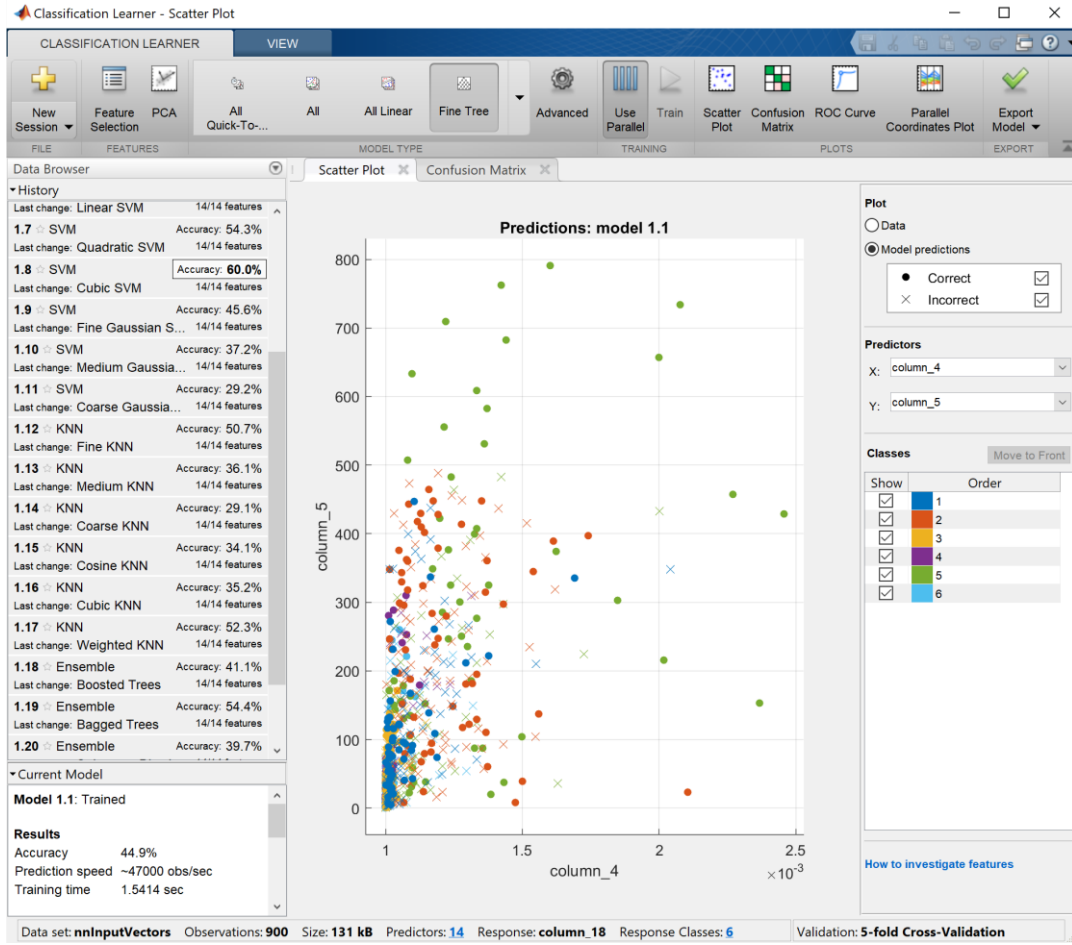 Classification Learner - Scatter Plot
CLASSIFICATION LEARNER VIEW
New Session
Feature Selection
PCA
All Quick-To-...
All
All Linear
Fine Tree
Advanced
Use Parallel
Train
Scatter Plot
Confusion Matrix
ROC Curve
Parallel Coordinates Plot
Export Model
FILE FEATURES MODEL TYPE TRAINING PLOTS EXPORT
Data Browser
History
Last change: Linear SVM 14/14 features
1.7 SVM Accuracy: 54.3%
Last change: Quadratic SVM 14/14 features
1.8 SVM Accuracy: 60.0%
Last change: Cubic SVM 14/14 features
1.9 SVM Accuracy: 45.6%
Last change: Fine Gaussian S... 14/14 features
1.10 SVM Accuracy: 37.2%
Last change: Medium Gaussia... 14/14 features
1.11 SVM Accuracy: 29.2%
Last change: Coarse Gaussia... 14/14 features
1.12 KNN Accuracy: 50.7%
Last change: Fine KNN 14/14 features
1.13 KNN Accuracy: 36.1%
Last change: Medium KNN 14/14 features
1.14 KNN Accuracy: 29.1%
Last change: Coarse KNN 14/14 features
1.15 KNN Accuracy: 34.1%
Last change: Cosine KNN 14/14 features
1.16 KNN Accuracy: 35.2%
Last change: Cubic KNN 14/14 features
1.17 KNN Accuracy: 52.3%
Last change: Weighted KNN 14/14 features
1.18 Ensemble Accuracy: 41.1%
Last change: Boosted Trees 14/14 features
1.19 Ensemble Accuracy: 54.4%
Last change: Bagged Trees 14/14 features
1.20 Ensemble Accuracy: 39.7%
Current Model
Model 1.1: Trained
Results
Accuracy 44.9%
Prediction speed ~47000 obs/sec
Training time 1.5414 sec
Scatter Plot Confusion Matrix
Predictions: model 1.1
800
700
600
500
400
300
200
100
0
column_5
1 1.5 2 2.5
column_4
×10⁻³
Plot
Data
Model predictions
Correct
Incorrect
Predictors
X: column_4
Y: column_5
Classes Move to Front
Show Order
1
2
3
4
5
6
How to investigate features
Data set: nnInputVectors Observations: 900 Size: 131 kB Predictors: 14 Response: column_18 Response Classes: 6 Validation: 5-fold Cross-Validation